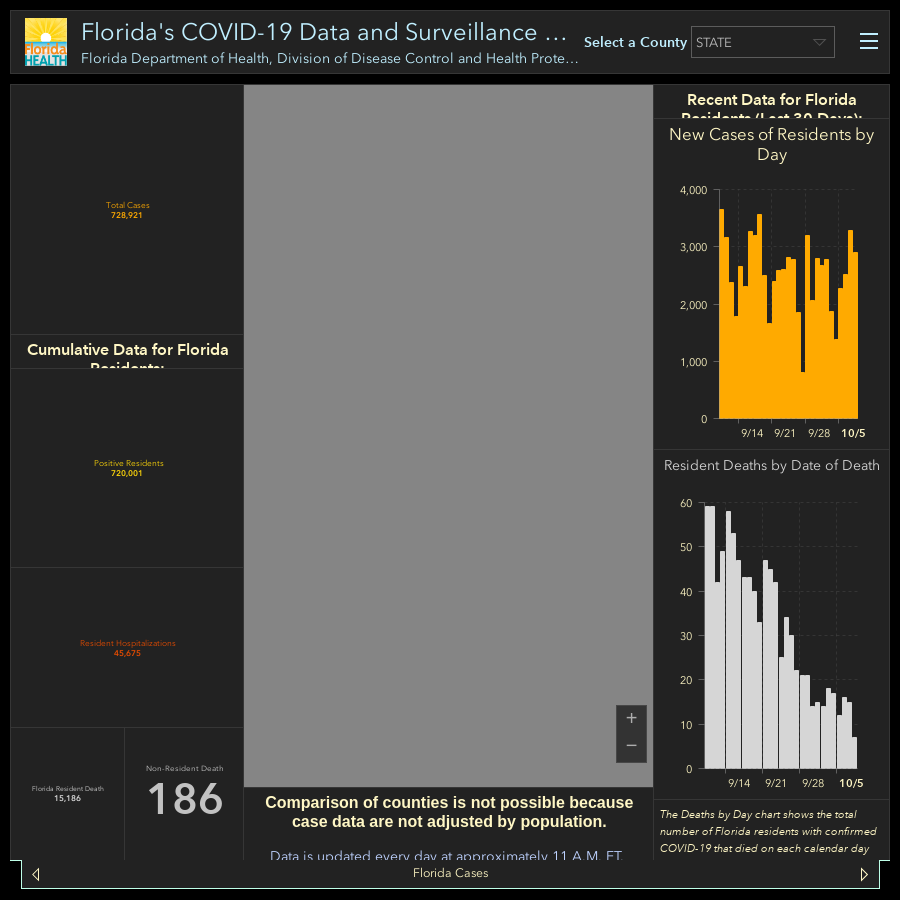 Florida
HEALTH
Florida's COVID-19 Data and Surveillance ...
Florida Department of Health, Division of Disease Control and Health Prote...
Select a County
STATE
Total Cases
728,921
Cumulative Data for Florida
Residents:
Positive Residents
720,001
Resident Hospitalizations
45,675
Florida Resident Death
15,186
Non-Resident Death
186
+
−
Comparison of counties is not possible because
case data are not adjusted by population.
Data is updated every day at approximately 11 A.M. ET.
Recent Data for Florida
Residents (Last 30 Days):
New Cases of Residents by
Day
4,000
3,000
2,000
1,000
0
9/14 9/21 9/28 10/5
Resident Deaths by Date of Death
60
50
40
30
20
10
0
9/14 9/21 9/28 10/5
The Deaths by Day chart shows the total
number of Florida residents with confirmed
COVID-19 that died on each calendar day
Florida Cases